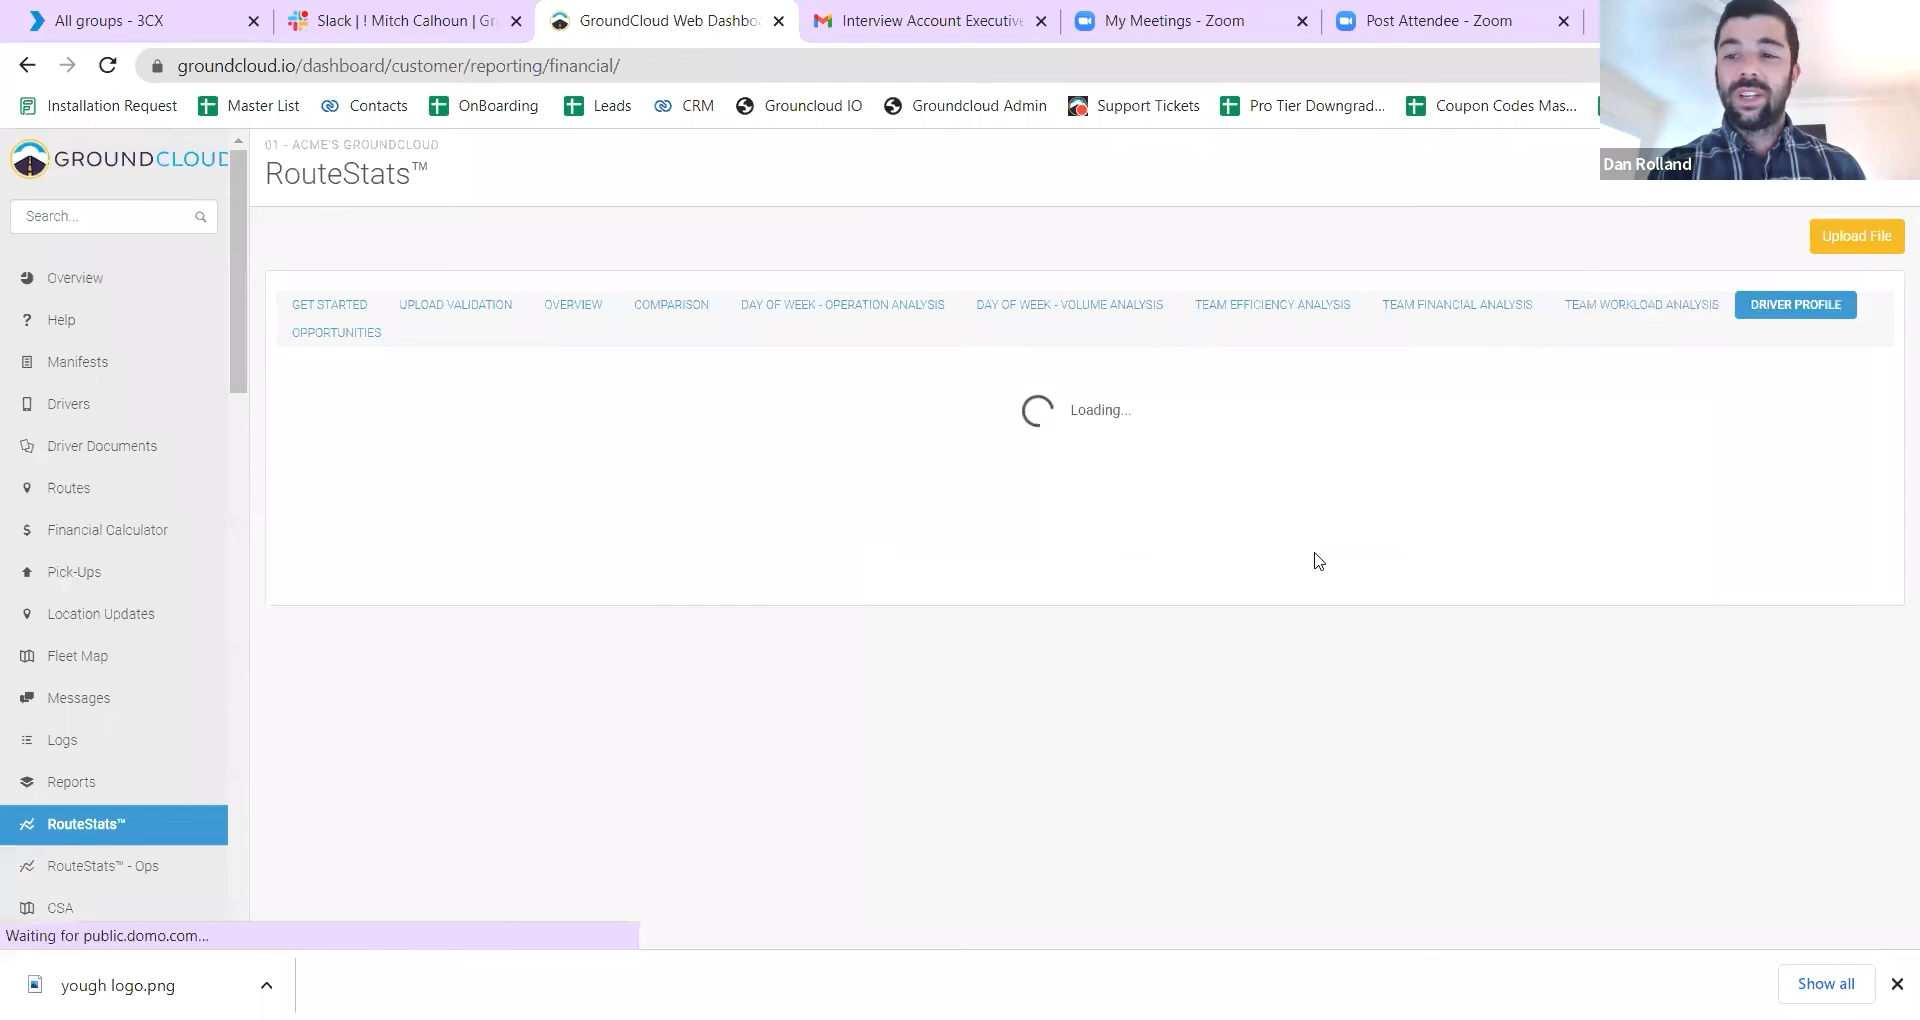 All groups - 3CX
Slack | ! Mitch Calhoun | Gr
GroundCloud Web Dashbo
Interview Account Executive
My Meetings - Zoom
Post Attendee - Zoom
groundcloud.io/dashboard/customer/reporting/financial/
Installation Request
Master List
Contacts
OnBoarding
Leads
CRM
Groundcloud IO
Groundcloud Admin
Support Tickets
Pro Tier Downgrad...
Coupon Codes Mas...
Dan Rolland
GROUNDCLOUD
01 - ACME'S GROUNDCLOUD
RouteStats™
Search...
Upload File
GET STARTED
UPLOAD VALIDATION
OVERVIEW
COMPARISON
DAY OF WEEK - OPERATION ANALYSIS
DAY OF WEEK - VOLUME ANALYSIS
TEAM EFFICIENCY ANALYSIS
TEAM FINANCIAL ANALYSIS
TEAM WORKLOAD ANALYSIS
DRIVER PROFILE
OPPORTUNITIES
Loading...
Overview
Help
Manifests
Drivers
Driver Documents
Routes
Financial Calculator
Pick-Ups
Location Updates
Fleet Map
Messages
Logs
Reports
RouteStats™
RouteStats™ - Ops
CSA
Waiting for public.domo.com...
yough logo.png
Show all